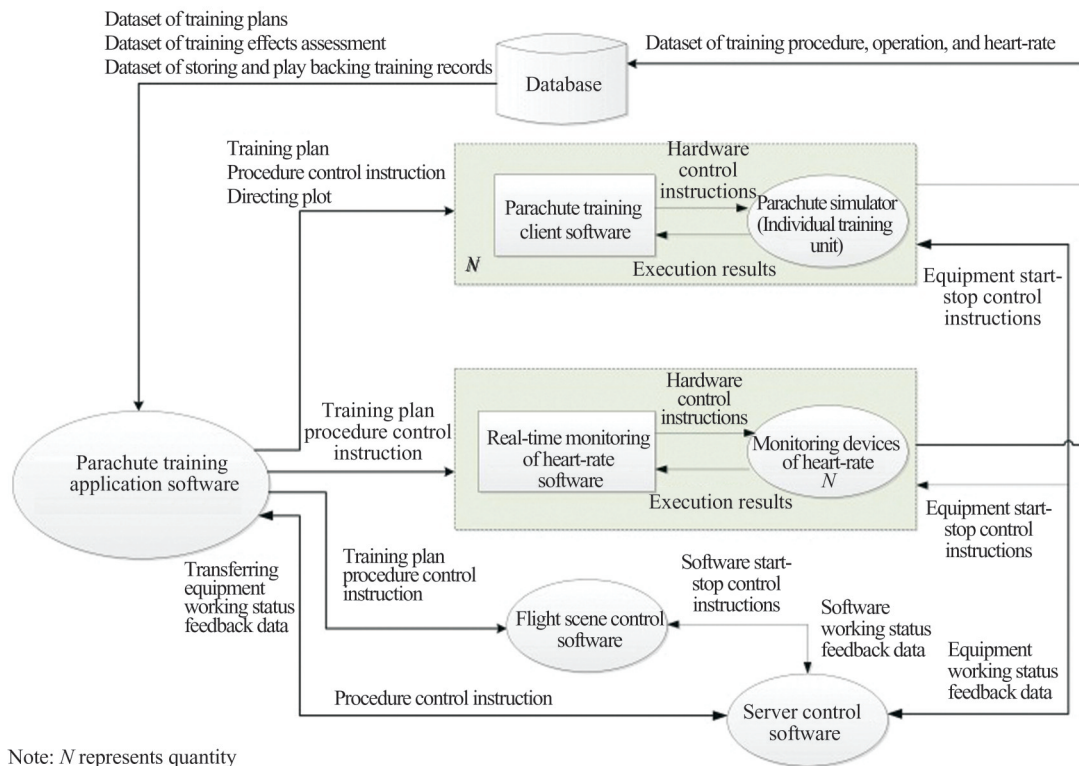 Dataset of training plans
Dataset of training effects assessment
Dataset of storing and play backing training records
Database
Dataset of training procedure, operation, and heart-rate
Training plan
Procedure control instruction
Directing plot
Hardware
control
instructions
Parachute training
client software
Parachute simulator
(Individual training
unit)
N
Execution results
Equipment start-
stop control
instructions
Training plan
procedure control
instruction
Hardware
control
instructions
Real-time monitoring
of heart-rate
software
Monitoring devices
of heart-rate
N
Execution results
Equipment start-
stop control
instructions
Parachute training
application software
Transferring
equipment
working status
feedback data
Training plan
procedure control
instruction
Flight scene control
software
Software start-
stop control
instructions
Software
working status
feedback data
Equipment
working status
feedback data
Procedure control instruction
Server control
software
Note: N represents quantity